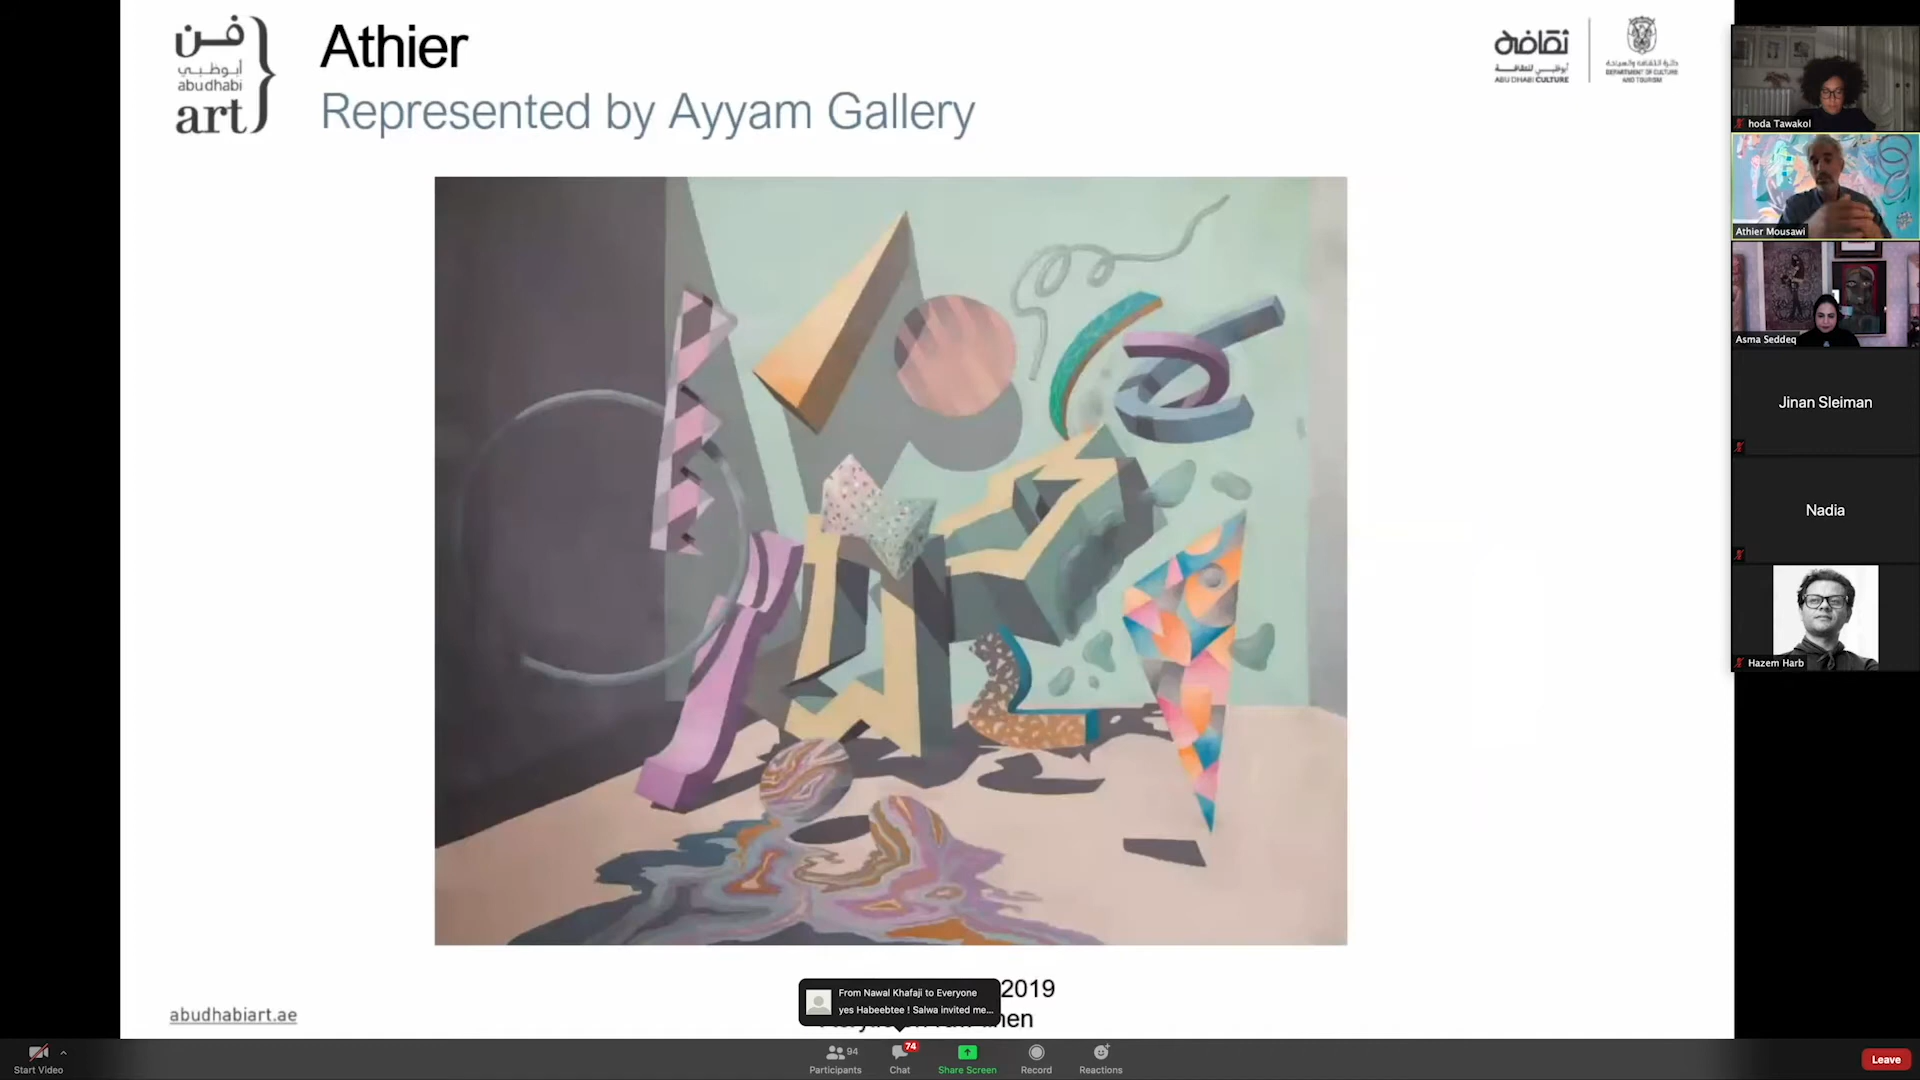 فن
أبوظبي
abu dhabi
art
Athier
Represented by Ayyam Gallery
ثقافة
أبوظبي للثقافة
ABU DHABI CULTURE
دائرة الثقافة والسياحة
DEPARTMENT OF CULTURE
AND TOURISM
hoda Tawakol
Athier Mousawi
Asma Seddeq
Jinan Sleiman
Nadia
Hazem Harb
2019
From Nawal Khafaji to Everyone
yes Habeebtee ! Salwa invited me...
abudhabiart.ae
Start Video
94
Participants
74
Chat
Share Screen
Record
Reactions
Leave